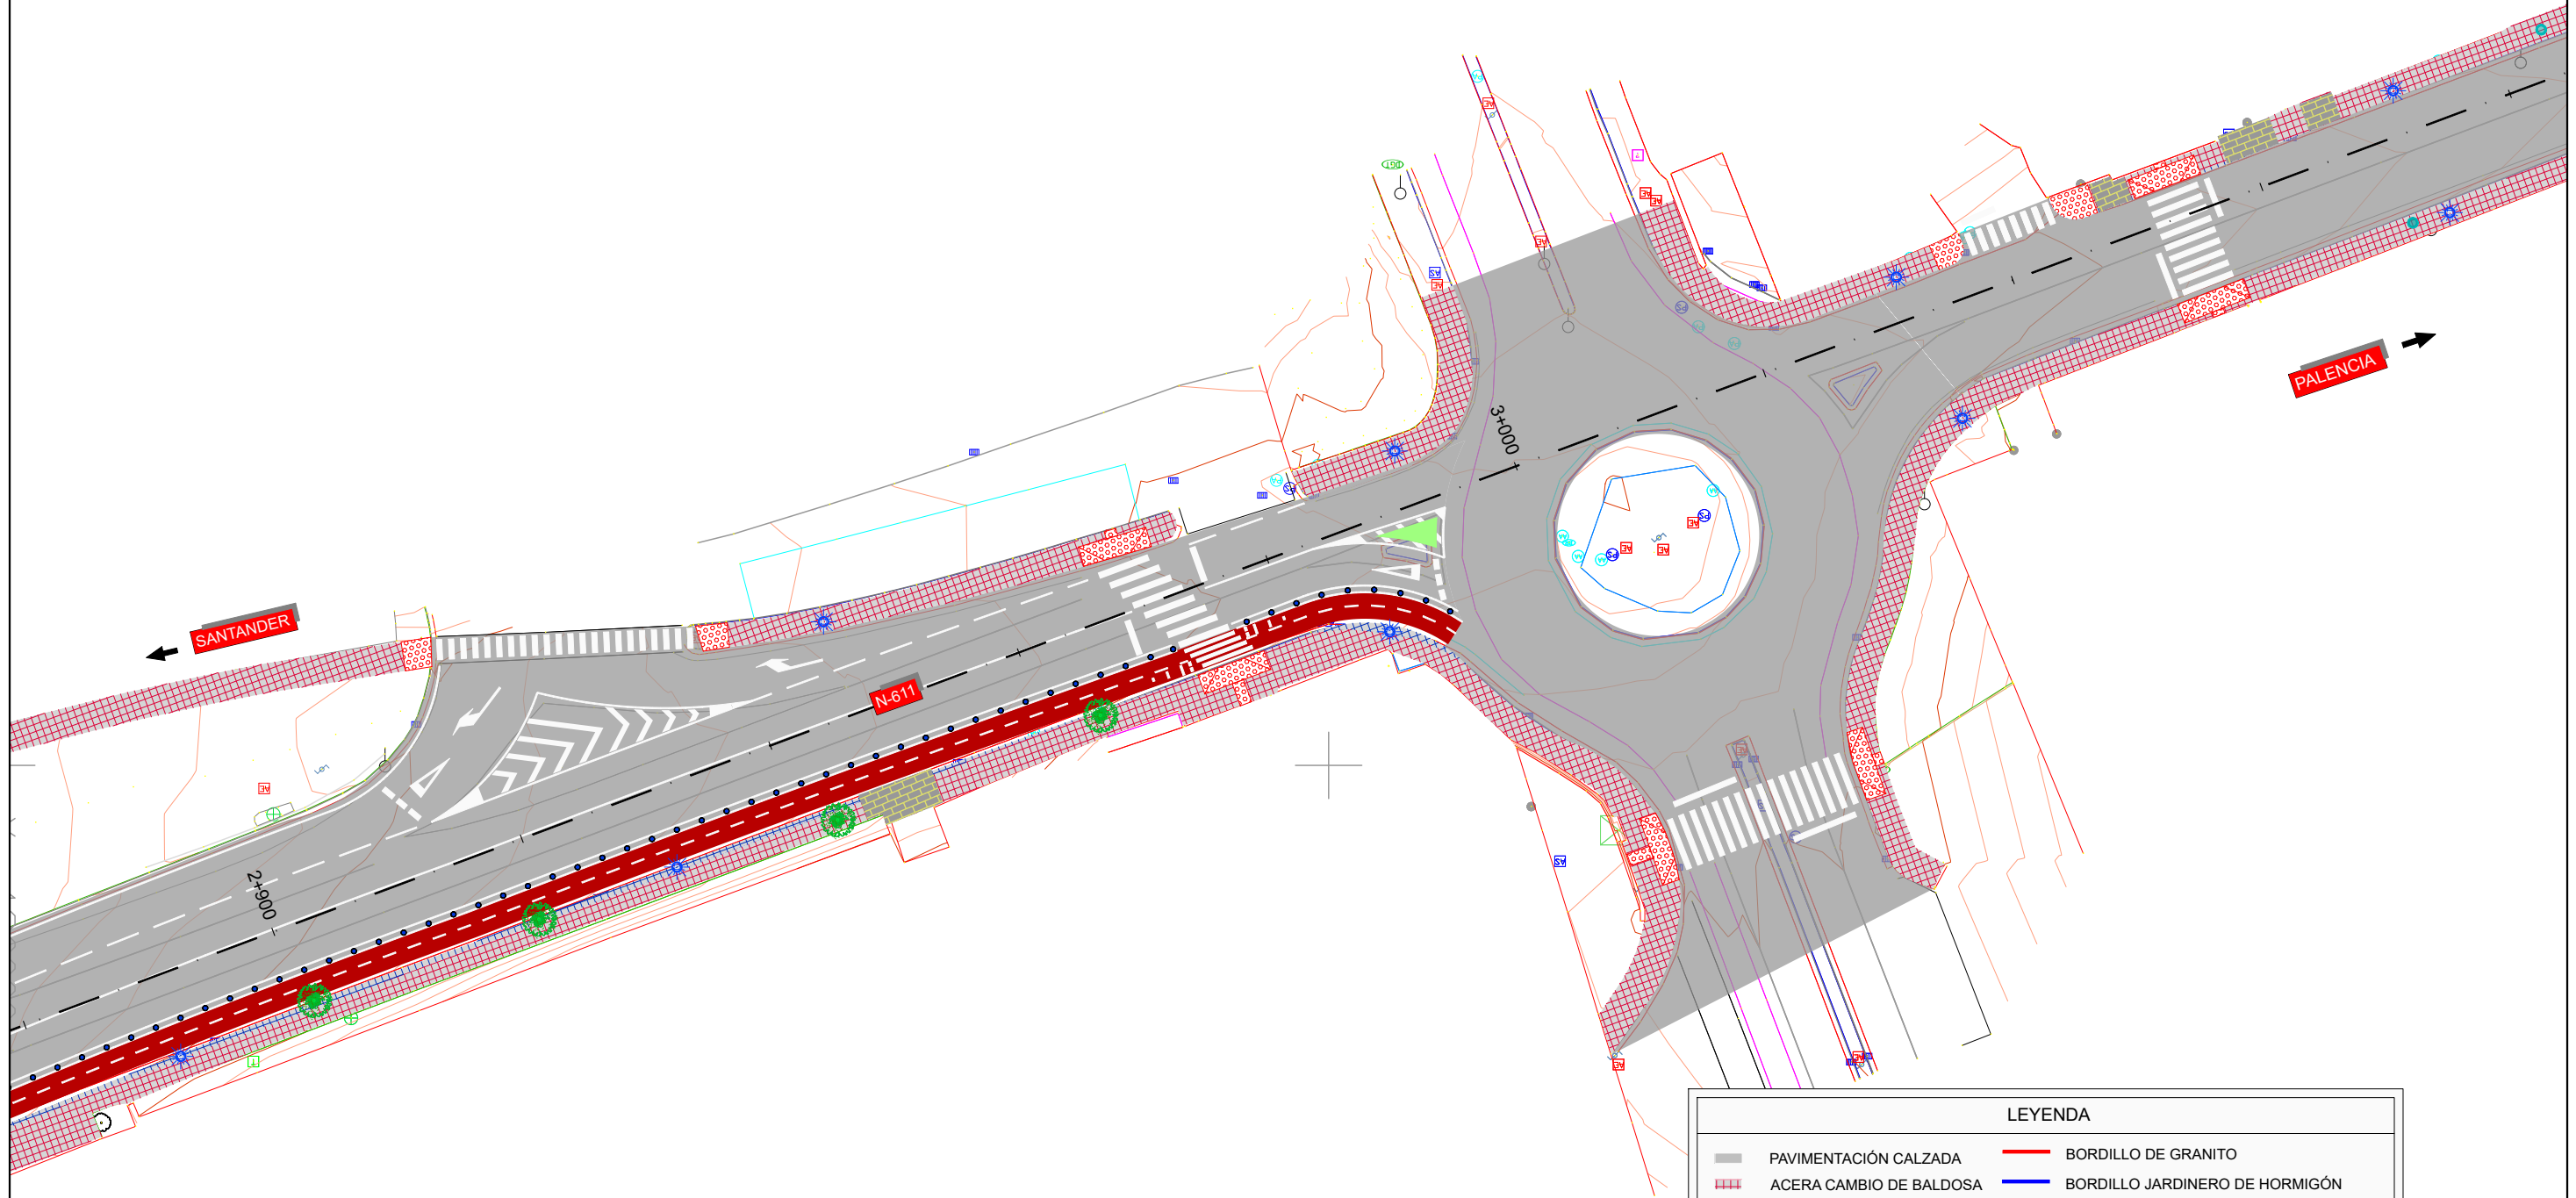 SANTANDER
N-611
2+900
3+000
PALENCIA
DGT
LEYENDA
PAVIMENTACIÓN CALZADA
BORDILLO DE GRANITO
ACERA CAMBIO DE BALDOSA
BORDILLO JARDINERO DE HORMIGÓN